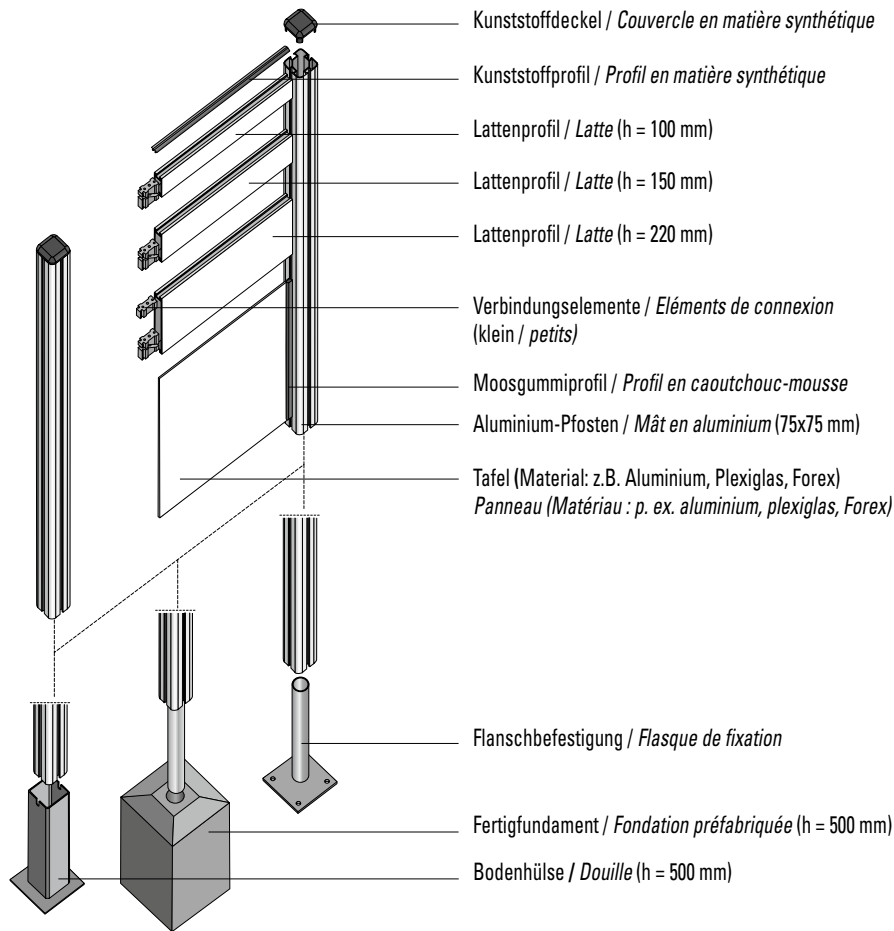 Kunststoffdeckel / Couvercle en matière synthétique
Kunststoffprofil / Profil en matière synthétique
Lattenprofil / Latte (h = 100 mm)
Lattenprofil / Latte (h = 150 mm)
Lattenprofil / Latte (h = 220 mm)
Verbindungselemente / Eléments de connexion
(klein / petits)
Moosgummiprofil / Profil en caoutchouc-mousse
Aluminium-Pfosten / Mât en aluminium (75x75 mm)
Tafel (Material: z.B. Aluminium, Plexiglas, Forex)
Panneau (Matériau : p. ex. aluminium, plexiglas, Forex)
Flanschbefestigung / Flasque de fixation
Fertigfundament / Fondation préfabriquée (h = 500 mm)
Bodenhülse / Douille (h = 500 mm)